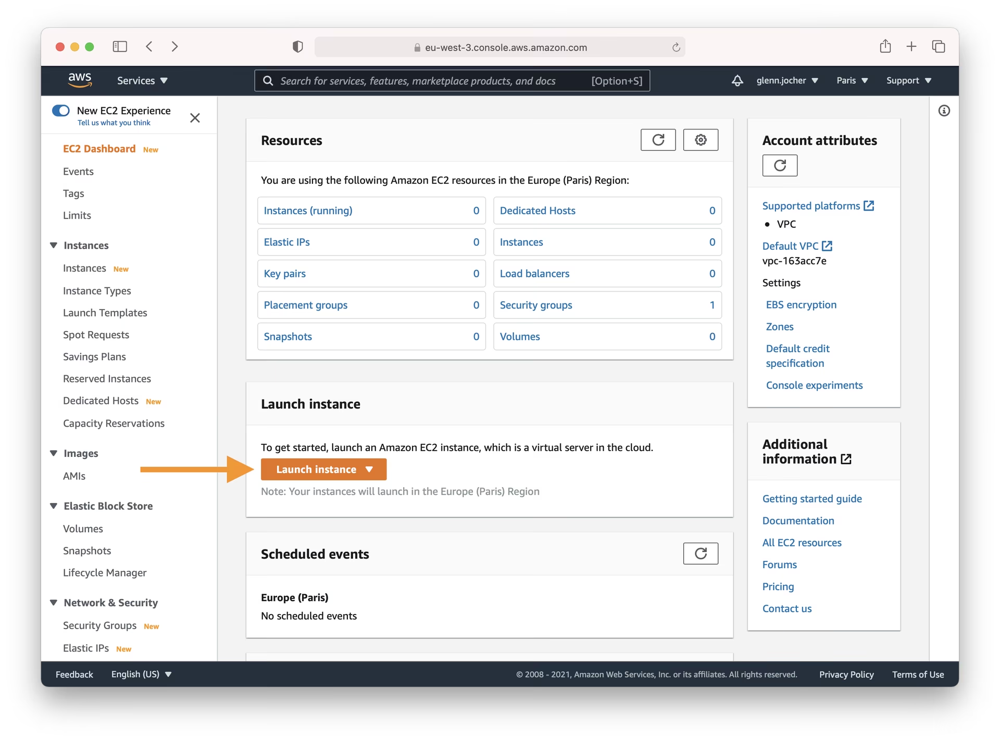 eu-west-3.console.aws.amazon.com
aws
Services
Search for services, features, marketplace products, and docs
[Option+S]
glenn.jocher
Paris
Support
New EC2 Experience
Tell us what you think
EC2 Dashboard New
Events
Tags
Limits
Instances
Instances New
Instance Types
Launch Templates
Spot Requests
Savings Plans
Reserved Instances
Dedicated Hosts New
Capacity Reservations
Images
AMIs
Elastic Block Store
Volumes
Snapshots
Lifecycle Manager
Network & Security
Security Groups New
Elastic IPs New
Resources
You are using the following Amazon EC2 resources in the Europe (Paris) Region:
Instances (running) 0
Dedicated Hosts 0
Elastic IPs 0
Instances 0
Key pairs 0
Load balancers 0
Placement groups 0
Security groups 1
Snapshots 0
Volumes 0
Launch instance
To get started, launch an Amazon EC2 instance, which is a virtual server in the cloud.
Launch instance
Note: Your instances will launch in the Europe (Paris) Region
Scheduled events
Europe (Paris)
No scheduled events
Account attributes
Supported platforms
• VPC
Default VPC
vpc-163acc7e
Settings
EBS encryption
Zones
Default credit
specification
Console experiments
Additional
information
Getting started guide
Documentation
All EC2 resources
Forums
Pricing
Contact us
Feedback
English (US)
© 2008 - 2021, Amazon Web Services, Inc. or its affiliates. All rights reserved.
Privacy Policy
Terms of Use